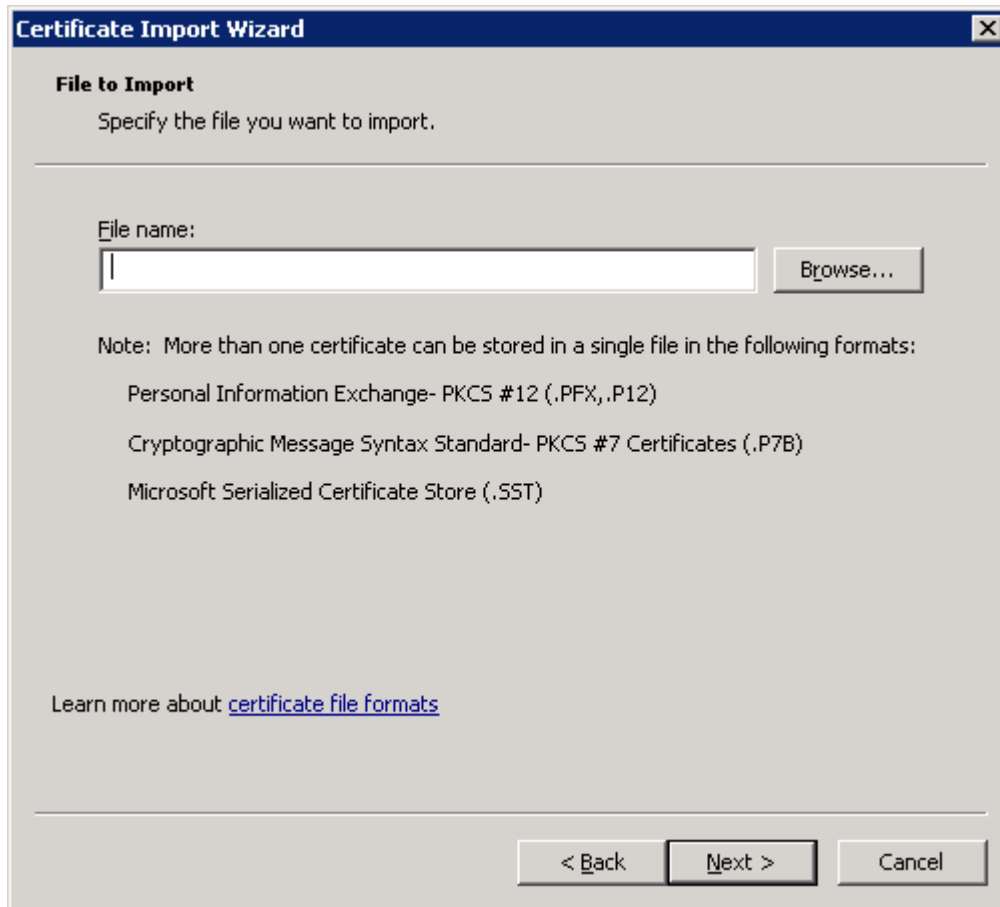 Certificate Import Wizard
File to Import
Specify the file you want to import.
File name:
Browse...
Note:  More than one certificate can be stored in a single file in the following formats:
Personal Information Exchange- PKCS #12 (.PFX,.P12)
Cryptographic Message Syntax Standard- PKCS #7 Certificates (.P7B)
Microsoft Serialized Certificate Store (.SST)
Learn more about certificate file formats
< Back
Next >
Cancel